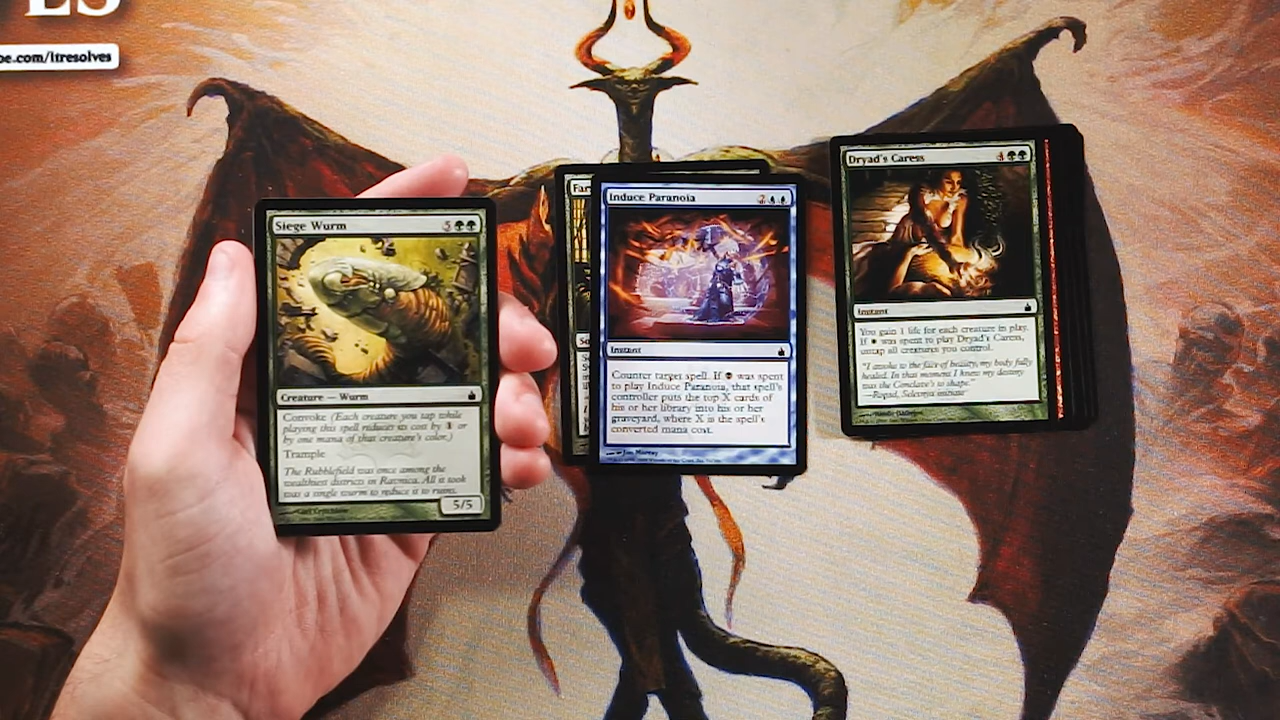 ES
be.com/ltresolves
Siege Wurm 5
Creature — Wurm
Convoke (Each creature you tap while
playing this spell reduces its cost by 1 or
by one mana of that creature's color.)
Trample
The Rubblefield was once among the
wealthiest districts in Ravnica. All it took
was a single wurm to reduce it to ruins.
5/5
Far
So
Induce Paranoia 2
Instant
Counter target spell. If was spent
to play Induce Paranoia, that spell's
controller puts the top X cards of
his or her library into his or her
graveyard, where X is the spell's
converted mana cost.
Jon
Dryad's Caress 4
Instant
You gain 1 life for each creature in play.
If was spent to play Dryad's Caress,
untap all creatures you control.
"I awoke to the face of beauty, my body fully
healed. In that moment I knew my destiny
was the Conclave's to shape."
initiate